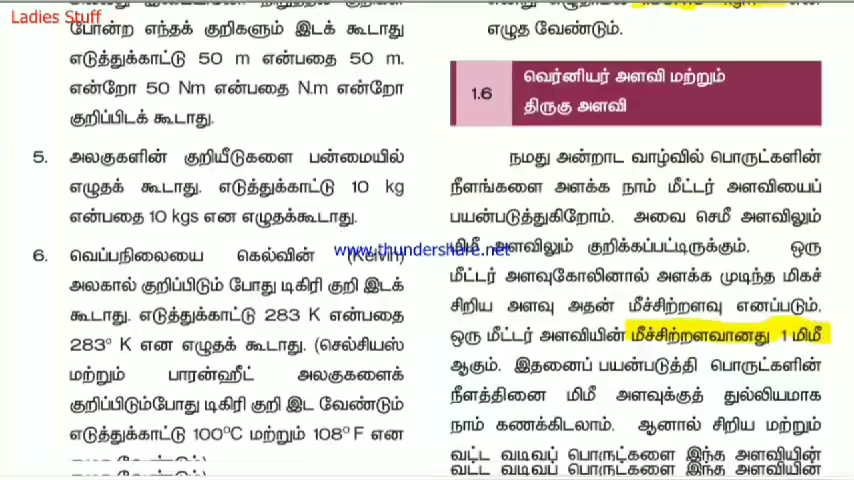 Ladies Stuff
போன்ற எந்தக் குறிகளும் இடக் கூடாது
எடுத்துக்காட்டு 50 m என்பதை 50 m.
என்றோ 50 Nm என்பதை N.m என்றோ
குறிப்பிடக் கூடாது.
5. அலகுகளின் குறியீடுகளை பன்மையில்
எழுதக் கூடாது. எடுத்துக்காட்டு 10 kg
என்பதை 10 kgs என எழுதக்கூடாது.
6. வெப்பநிலையை கெல்வின் (Kelvin)
அலகால் குறிப்பிடும் போது டிகிரி குறி இடக்
கூடாது. எடுத்துக்காட்டு 283 K என்பதை
283° K என எழுதக் கூடாது. (செல்சியஸ்
மற்றும் பாரன்ஹீட் அலகுகளைக்
குறிப்பிடும்போது டிகிரி குறி இட வேண்டும்
எடுத்துக்காட்டு 100°C மற்றும் 108° F என
எழுத வேண்டும்.
1.6 வெர்னியர் அளவி மற்றும்
திருகு அளவி
நமது அன்றாட வாழ்வில் பொருட்களின்
நீளங்களை அளக்க நாம் மீட்டர் அளவியைப்
பயன்படுத்துகிறோம். அவை செமீ அளவிலும்
மிமீ அளவிலும் குறிக்கப்பட்டிருக்கும். ஒரு
www.thundershare.net
மீட்டர் அளவுகோலினால் அளக்க முடிந்த மிகச்
சிறிய அளவு அதன் மீச்சிற்றளவு எனப்படும்.
ஒரு மீட்டர் அளவியின் மீச்சிற்றளவானது 1 மிமீ
ஆகும். இதனைப் பயன்படுத்தி பொருட்களின்
நீளத்தினை மிமீ அளவுக்குத் துல்லியமாக
நாம் கணக்கிடலாம். ஆனால் சிறிய மற்றும்
வட்ட வடிவப் பொருட்களை இந்த அளவியின்
வட்ட வடிவப் பொருட்களை இந்த அளவியின்